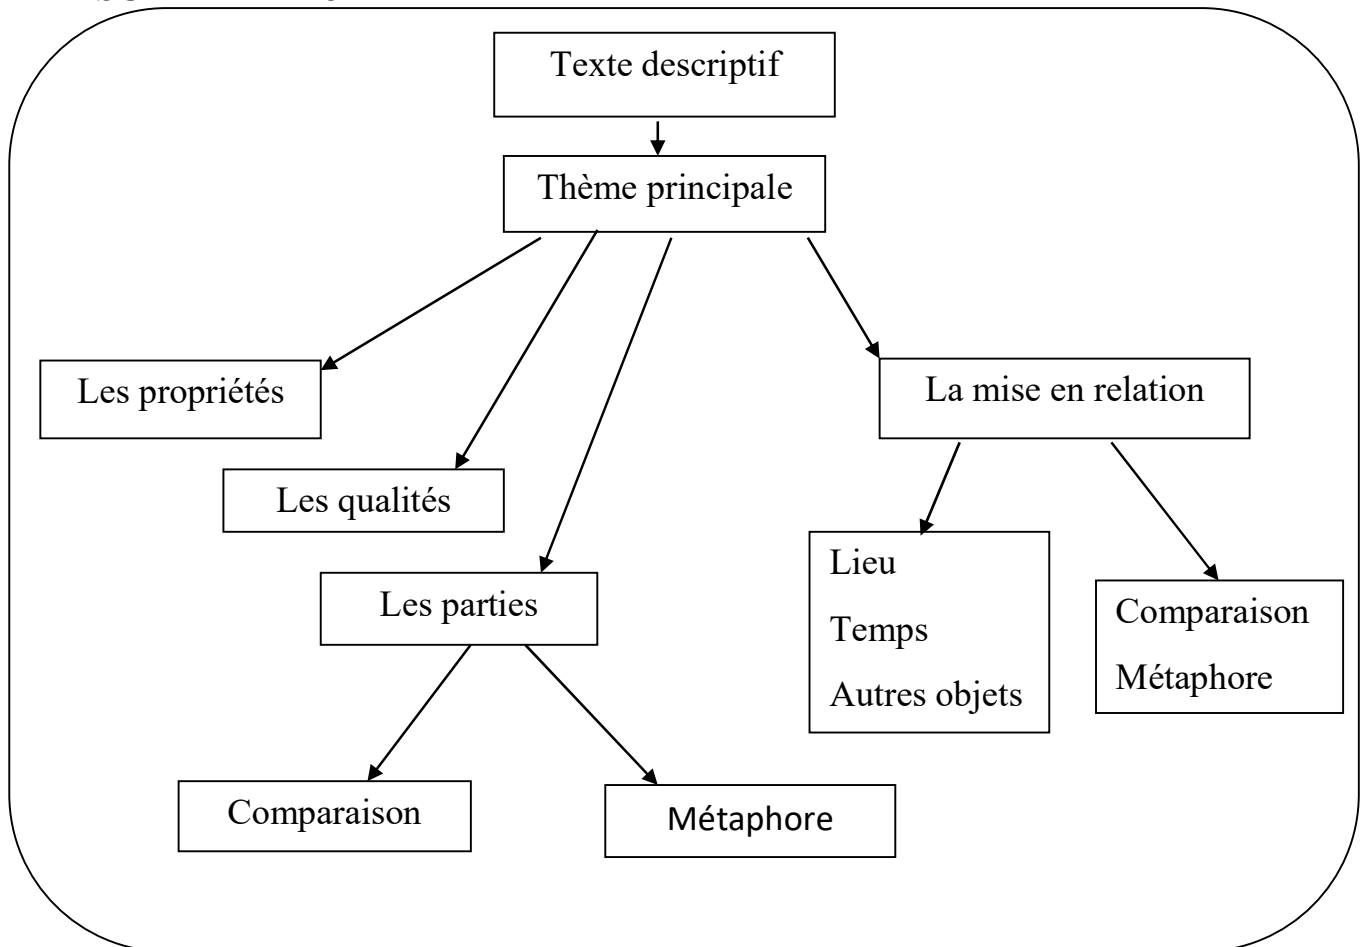 Texte descriptif
Thème principale
Les propriétés
La mise en relation
Les qualités
Les parties
Lieu
Temps
Autres objets
Comparaison
Métaphore
Comparaison
Métaphore